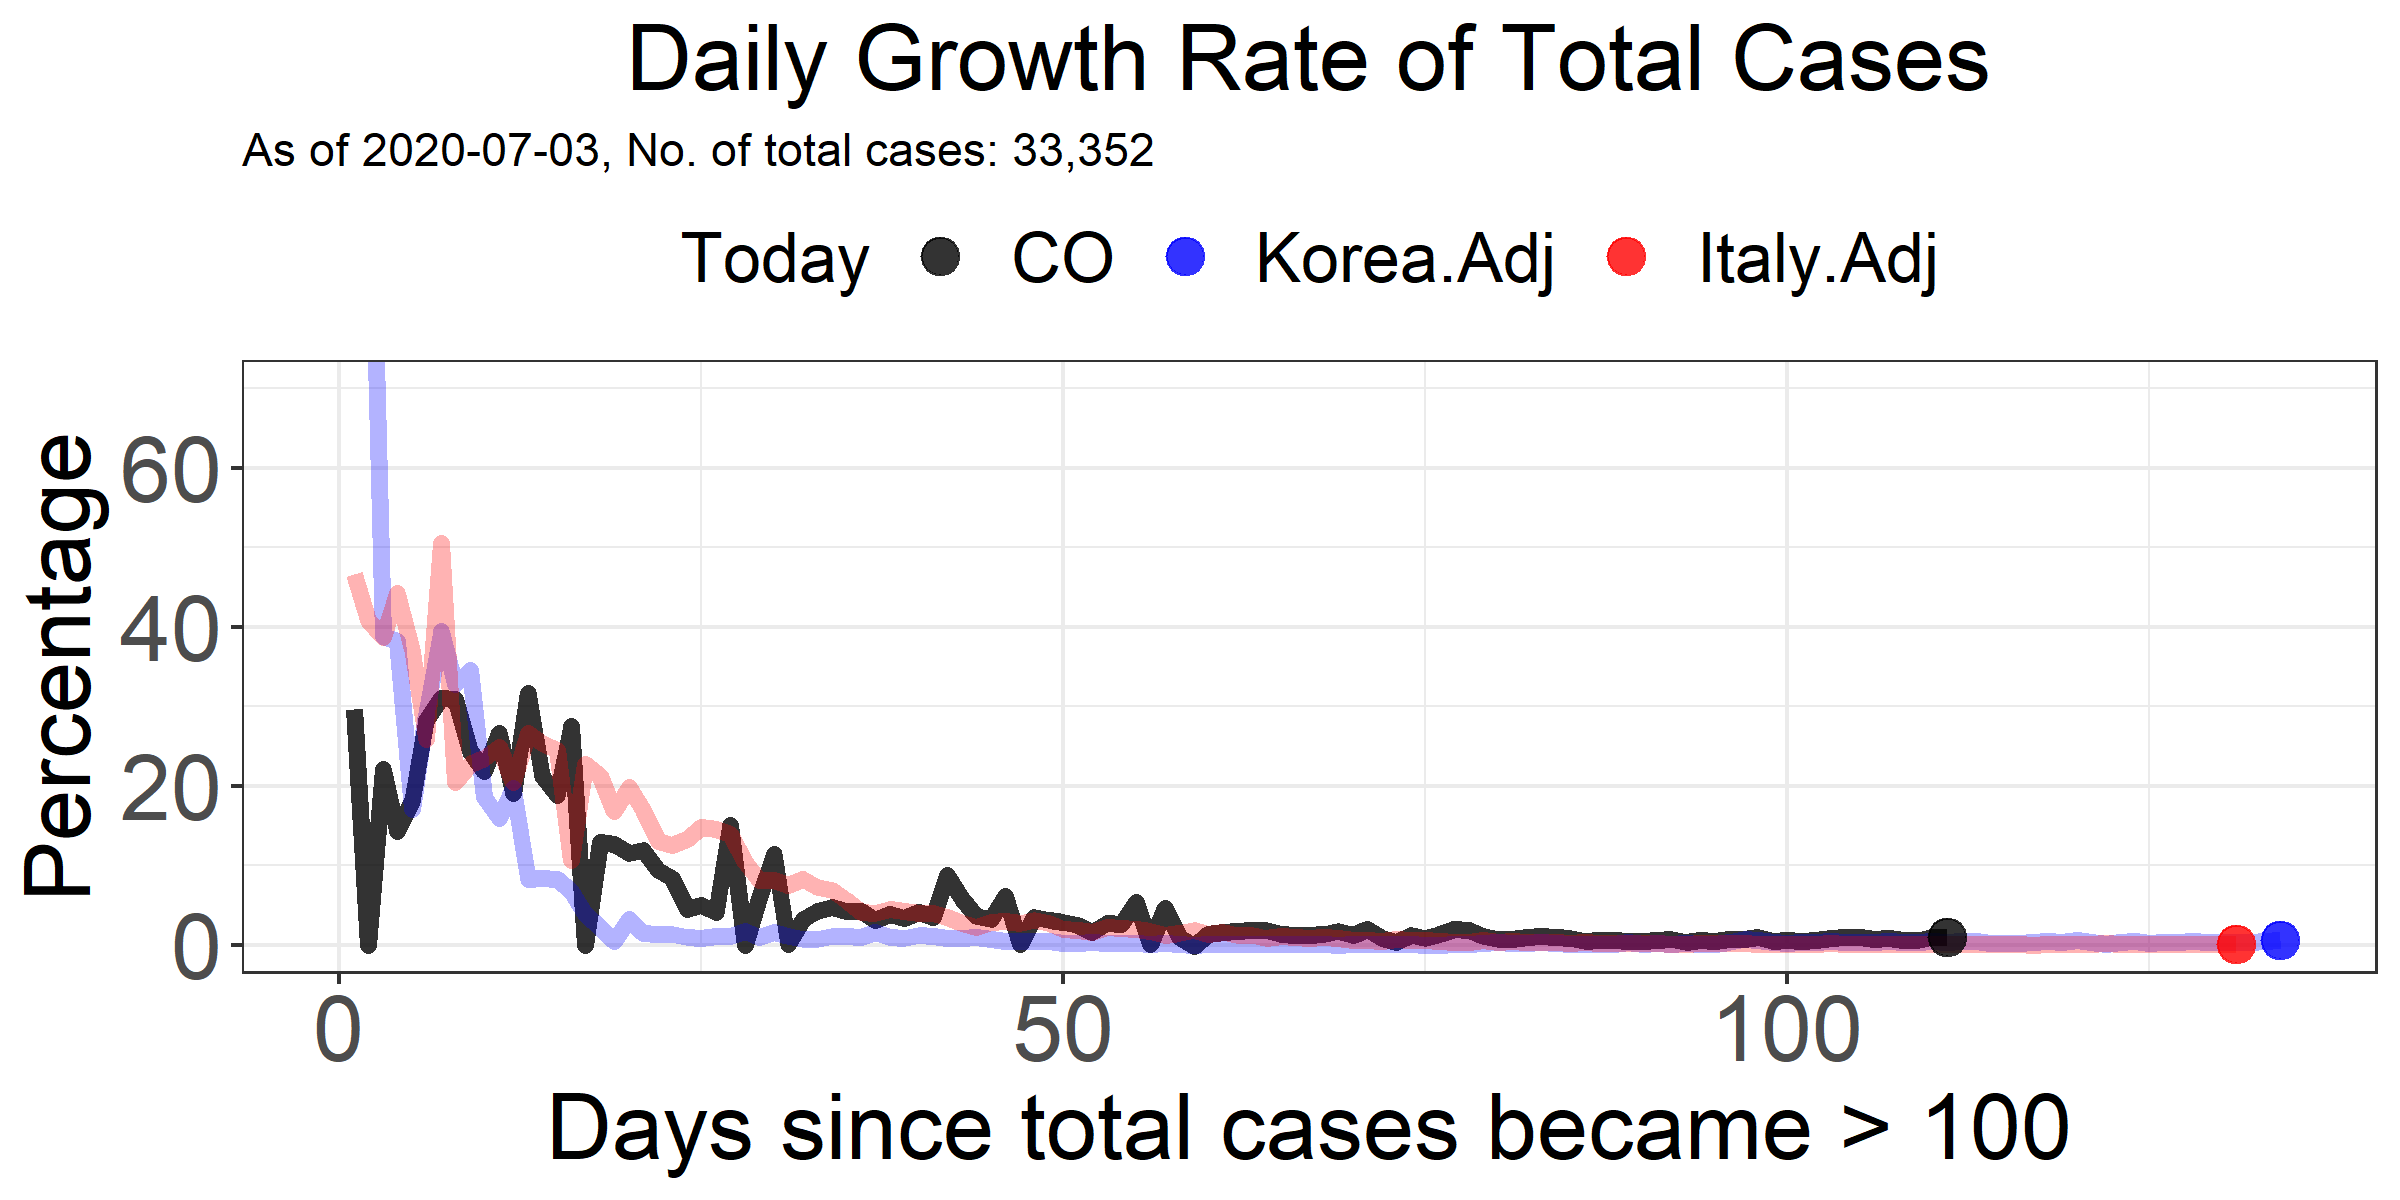 Daily Growth Rate of Total Cases
As of 2020-07-03, No. of total cases: 33,352
Today CO Korea.Adj Italy.Adj
Percentage
60
40
20
0
0 50 100
Days since total cases became > 100